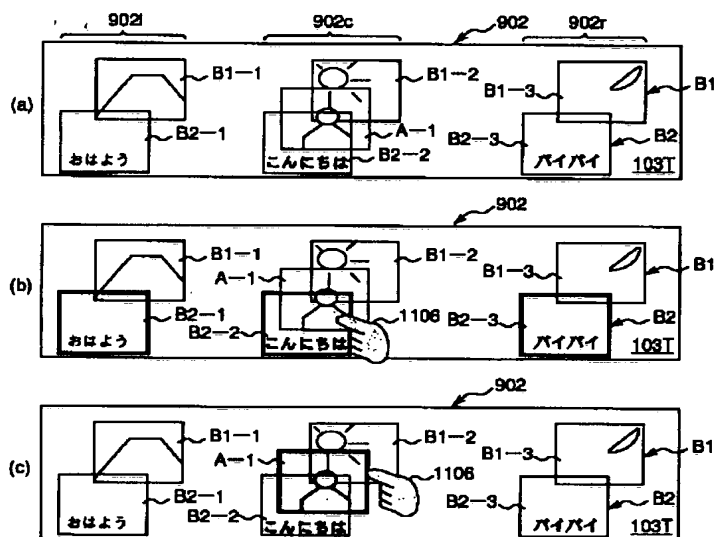 902l 902c 902 902r
(a)
B1-1 B1-2 B1-3 B1
B2-1 A-1 B2-3 B2
おはよう こんにちは B2-2 バイバイ 103T
902
(b)
B1-1 A-1 B1-2 B1-3 B1
B2-1 B2-2 1106 B2-3 B2
おはよう こんにちは バイバイ 103T
902
(c)
B1-1 A-1 B1-2 B1-3 B1
B2-1 B2-2 1106 B2-3 B2
おはよう こんにちは バイバイ 103T